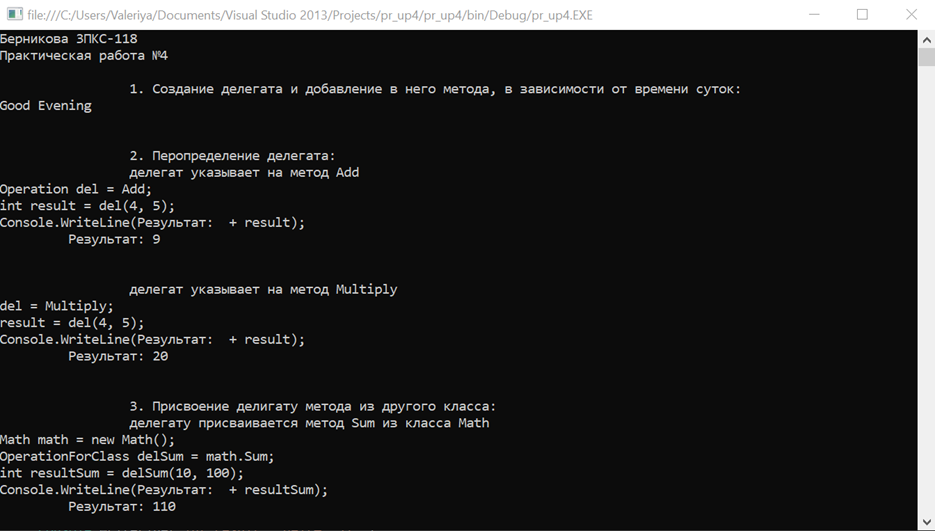 file:///C:/Users/Valeriya/Documents/Visual Studio 2013/Projects/pr_up4/pr_up4/bin/Debug/pr_up4.EXE
Берникова 3ПКС-118
Практическая работа №4
1. Создание делегата и добавление в него метода, в зависимости от времени суток:
Good Evening
2. Перопределение делегата:
делегат указывает на метод Add
Operation del = Add;
int result = del(4, 5);
Console.WriteLine(Результат:  + result);
Результат: 9
делегат указывает на метод Multiply
del = Multiply;
result = del(4, 5);
Console.WriteLine(Результат:  + result);
Результат: 20
3. Присвоение делигату метода из другого класса:
делегату присваивается метод Sum из класса Math
Math math = new Math();
OperationForClass delSum = math.Sum;
int resultSum = delSum(10, 100);
Console.WriteLine(Результат:  + resultSum);
Результат: 110